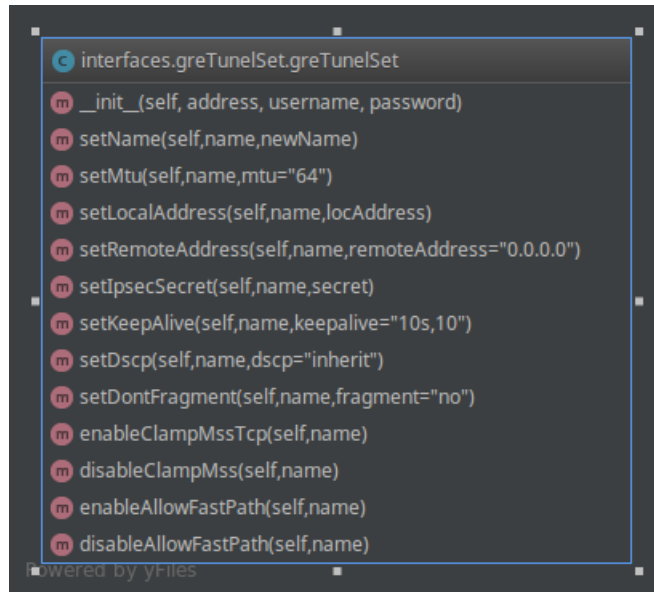 C interfaces.greTunelSet.greTunelSet
m __init__(self, address, username, password)
m setName(self,name,newName)
m setMtu(self,name,mtu="64")
m setLocalAddress(self,name,locAddress)
m setRemoteAddress(self,name,remoteAddress="0.0.0.0")
m setIpsecSecret(self,name,secret)
m setKeepAlive(self,name,keepalive="10s,10")
m setDscp(self,name,dscp="inherit")
m setDontFragment(self,name,fragment="no")
m enableClampMssTcp(self,name)
m disableClampMss(self,name)
m enableAllowFastPath(self,name)
m disableAllowFastPath(self,name)
Powered by yFiles